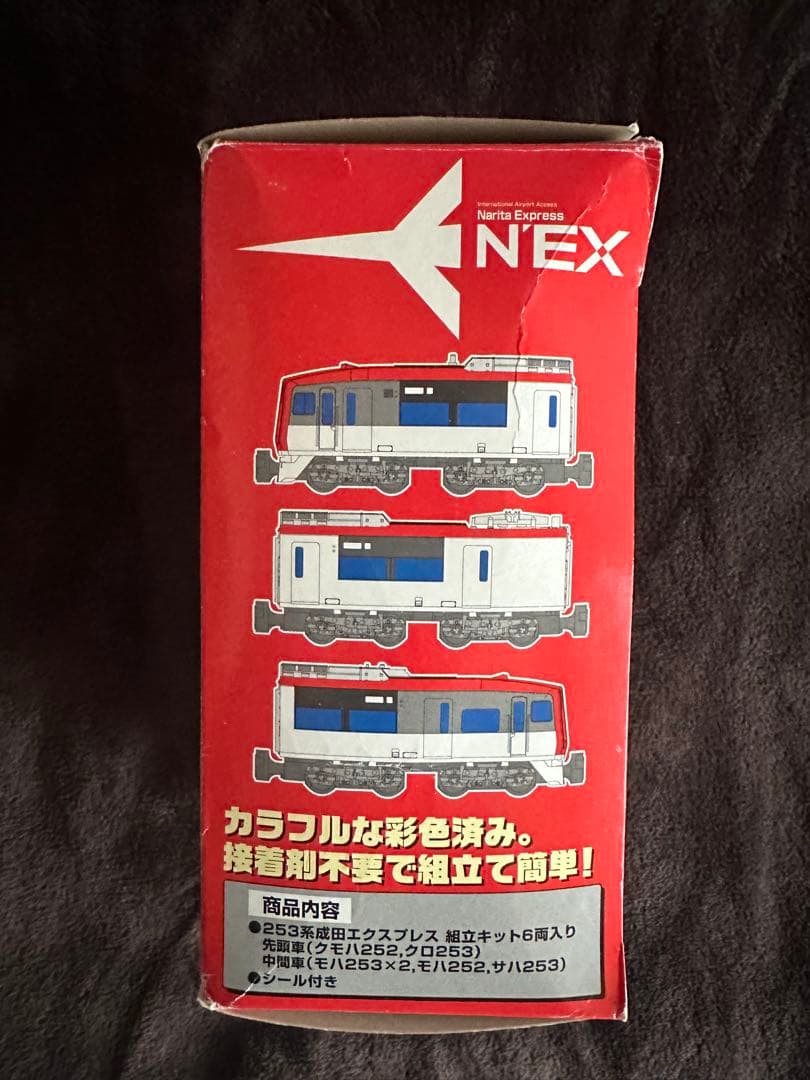 International Airport Access
Narita Express
N'EX
カラフルな彩色済み。
接着剤不要で組立て簡単!
商品内容
●253系成田エクスプレス 組立キット6両入り
先頭車(クモハ252,クロ253)
中間車(モハ253×2,モハ252,サハ253)
●シール付き